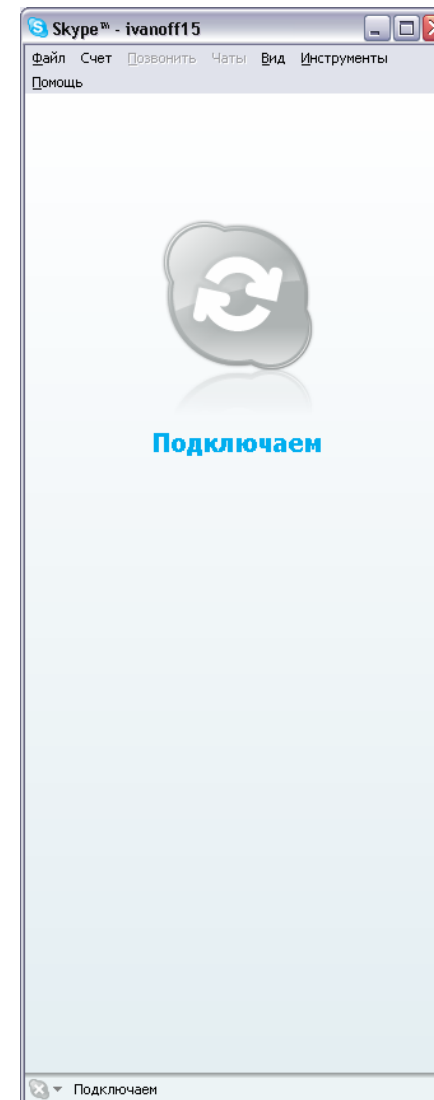 Skype™ - ivanoff15
Файл Счет Позвонить Чаты Вид Инструменты
Помощь
Подключаем
Подключаем